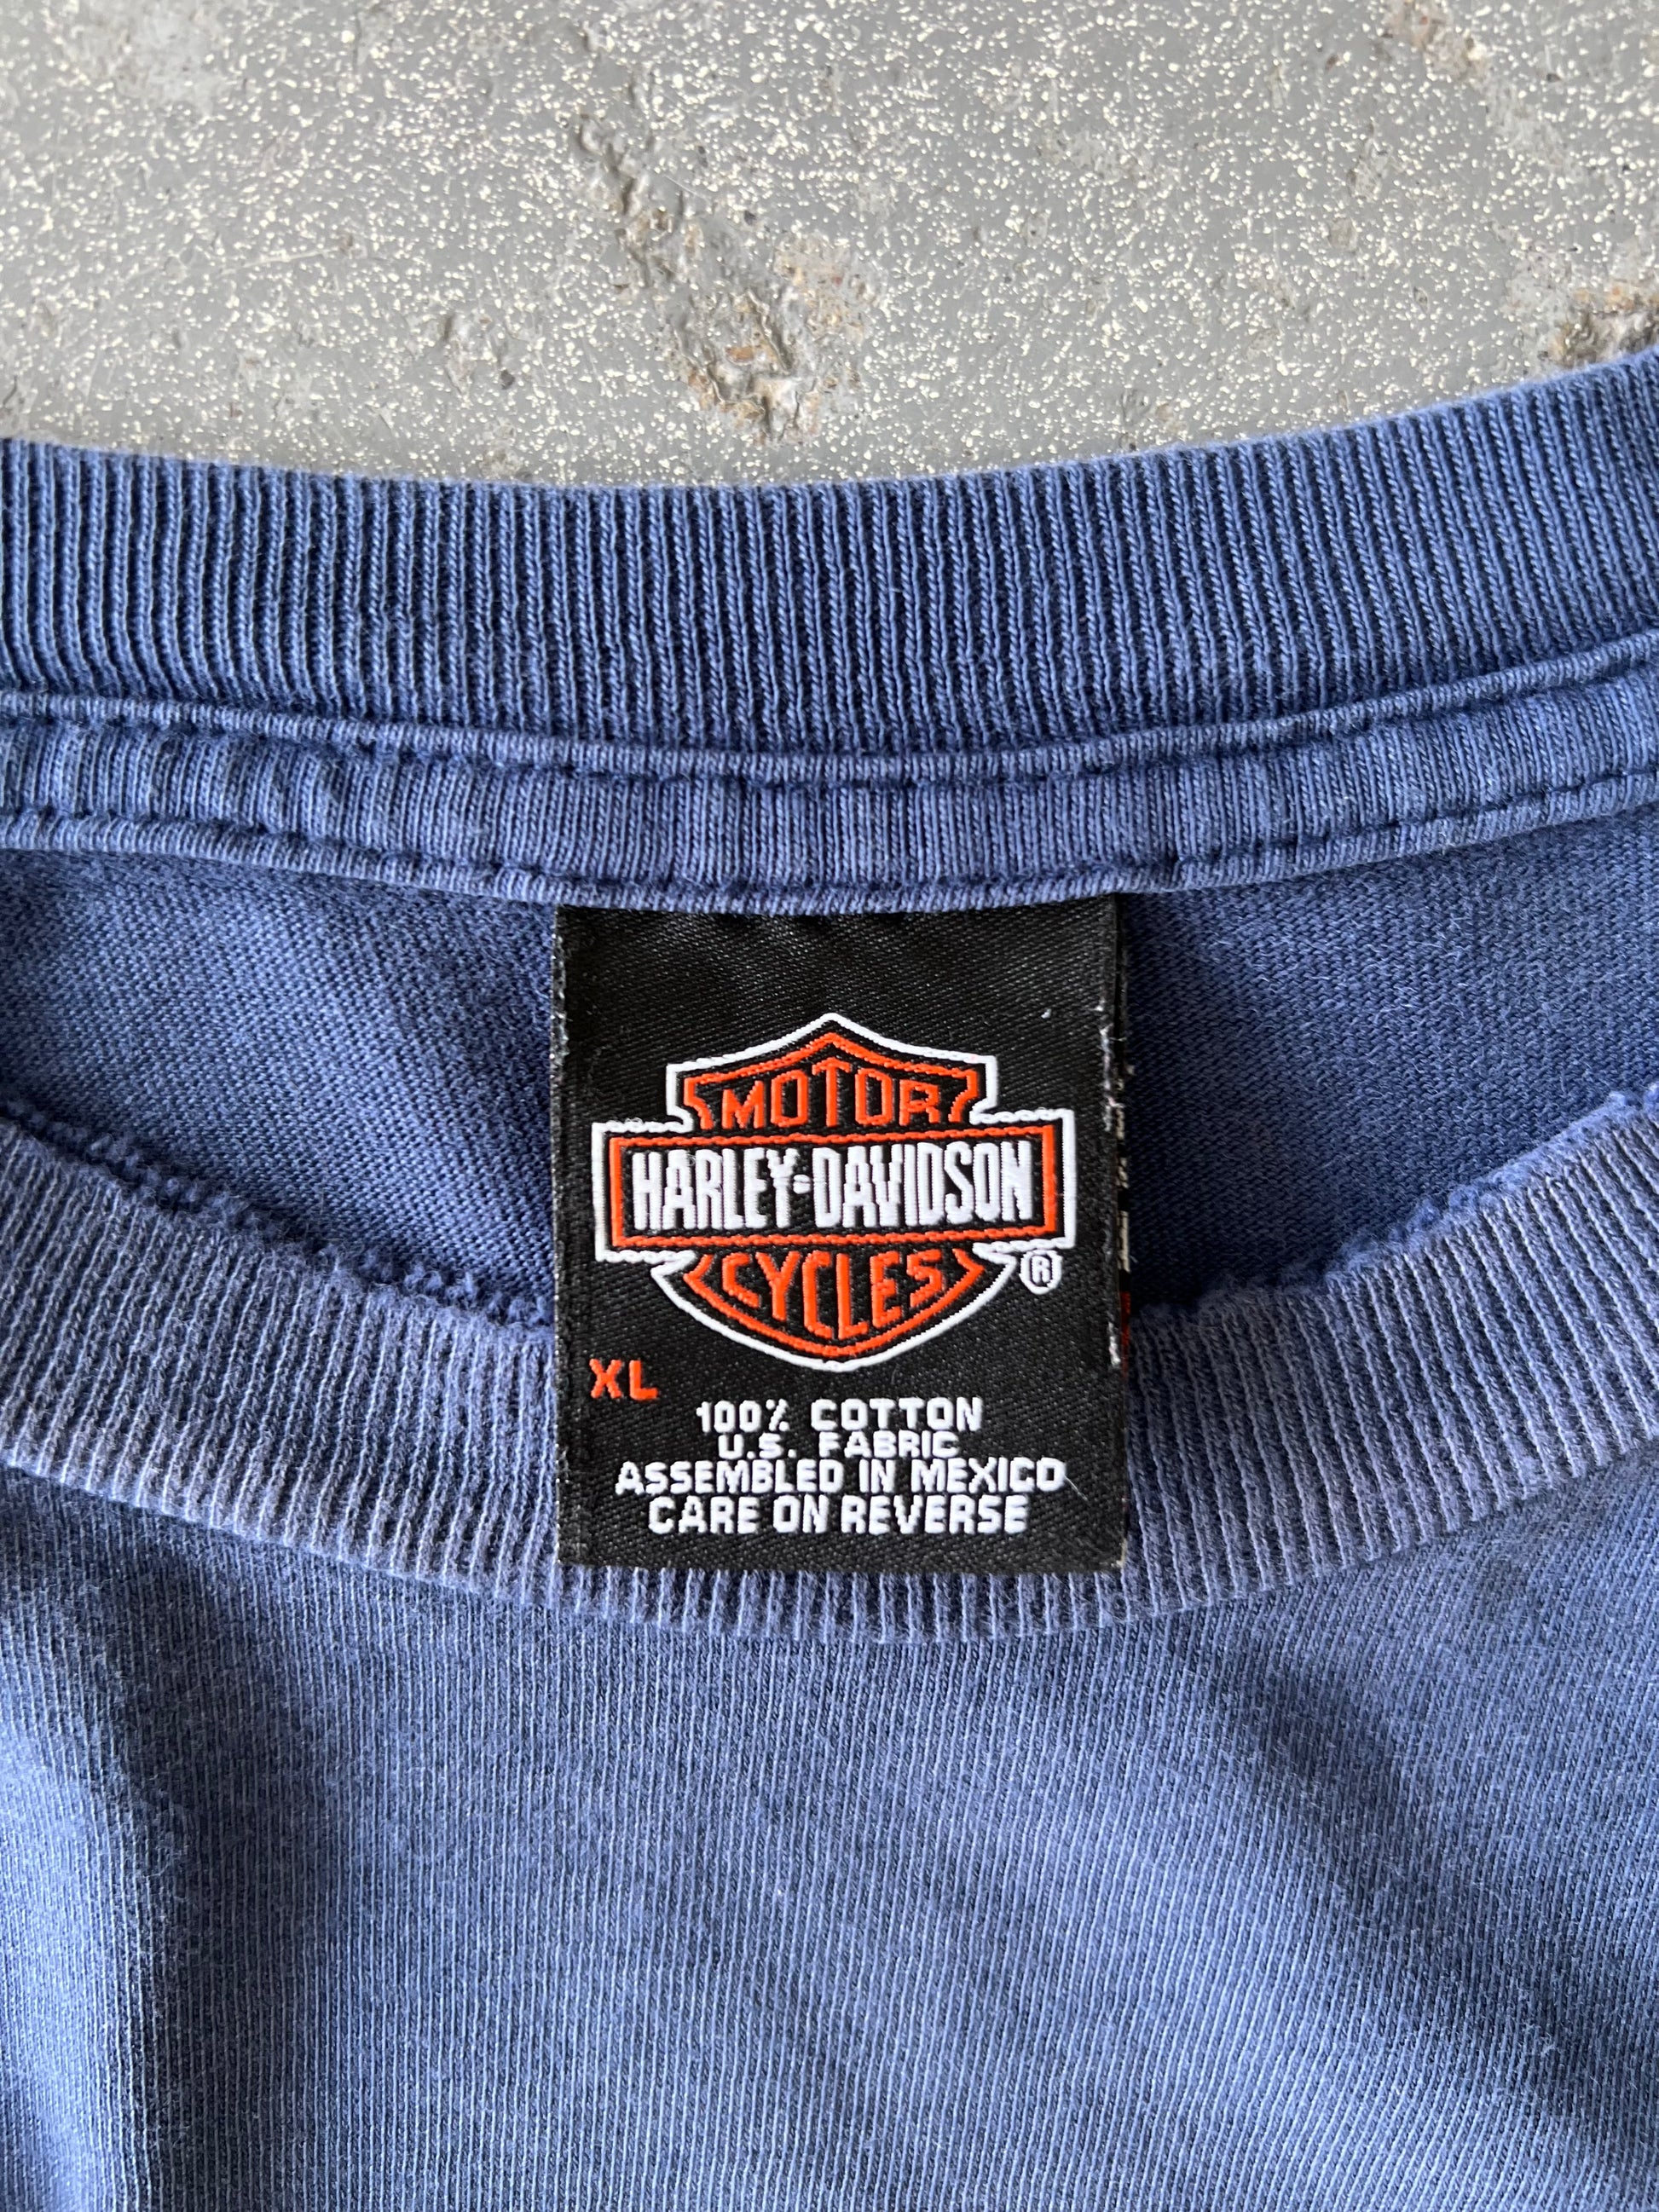 MOTOR
HARLEY-DAVIDSON
CYCLES
®
XL
100% COTTON
U.S. FABRIC
ASSEMBLED IN MEXICO
CARE ON REVERSE